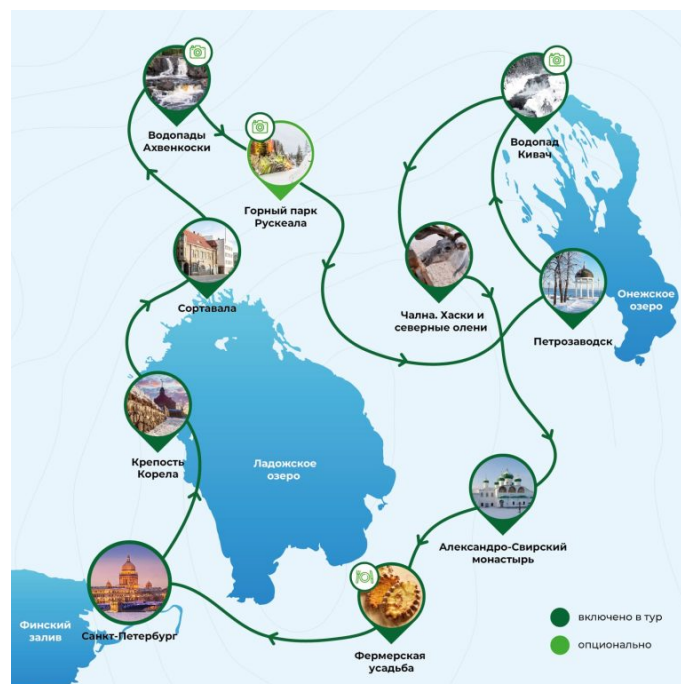 Водопады
Ахвенкоски
Водопад
Кивач
Горный парк
Рускеала
Сортавала
Чална. Хаски и
северные олени
Онежское
озеро
Петрозаводск
Крепость
Корела
Ладожское
озеро
Александро-Свирский
монастырь
Финский
залив
Санкт-Петербург
Фермерская
усадьба
включено в тур
опционально